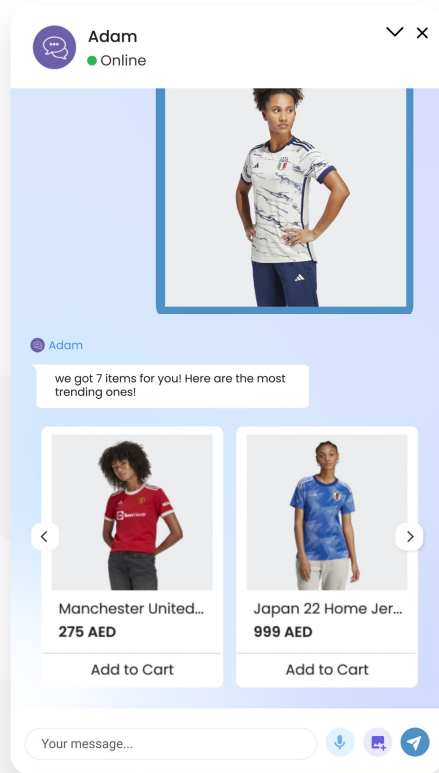 Adam
Online
Adam
we got 7 items for you! Here are the most
trending ones!
Manchester United...
275 AED
Add to Cart
Japan 22 Home Jer...
999 AED
Add to Cart
Your message...